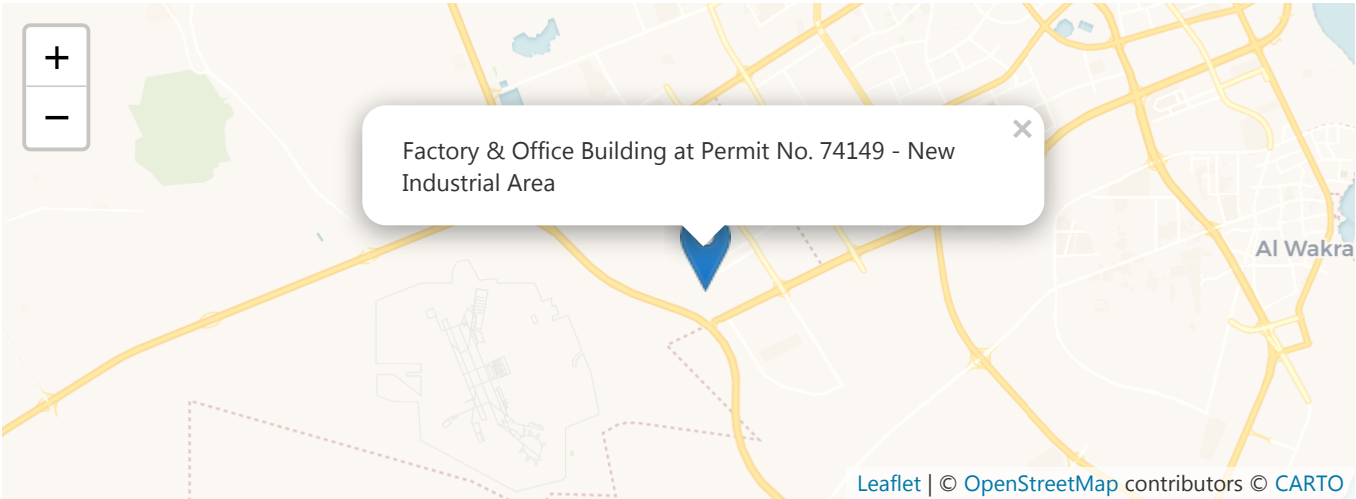 +
−
×
Factory & Office Building at Permit No. 74149 - New
Industrial Area
Al Wakra
Leaflet | © OpenStreetMap contributors © CARTO